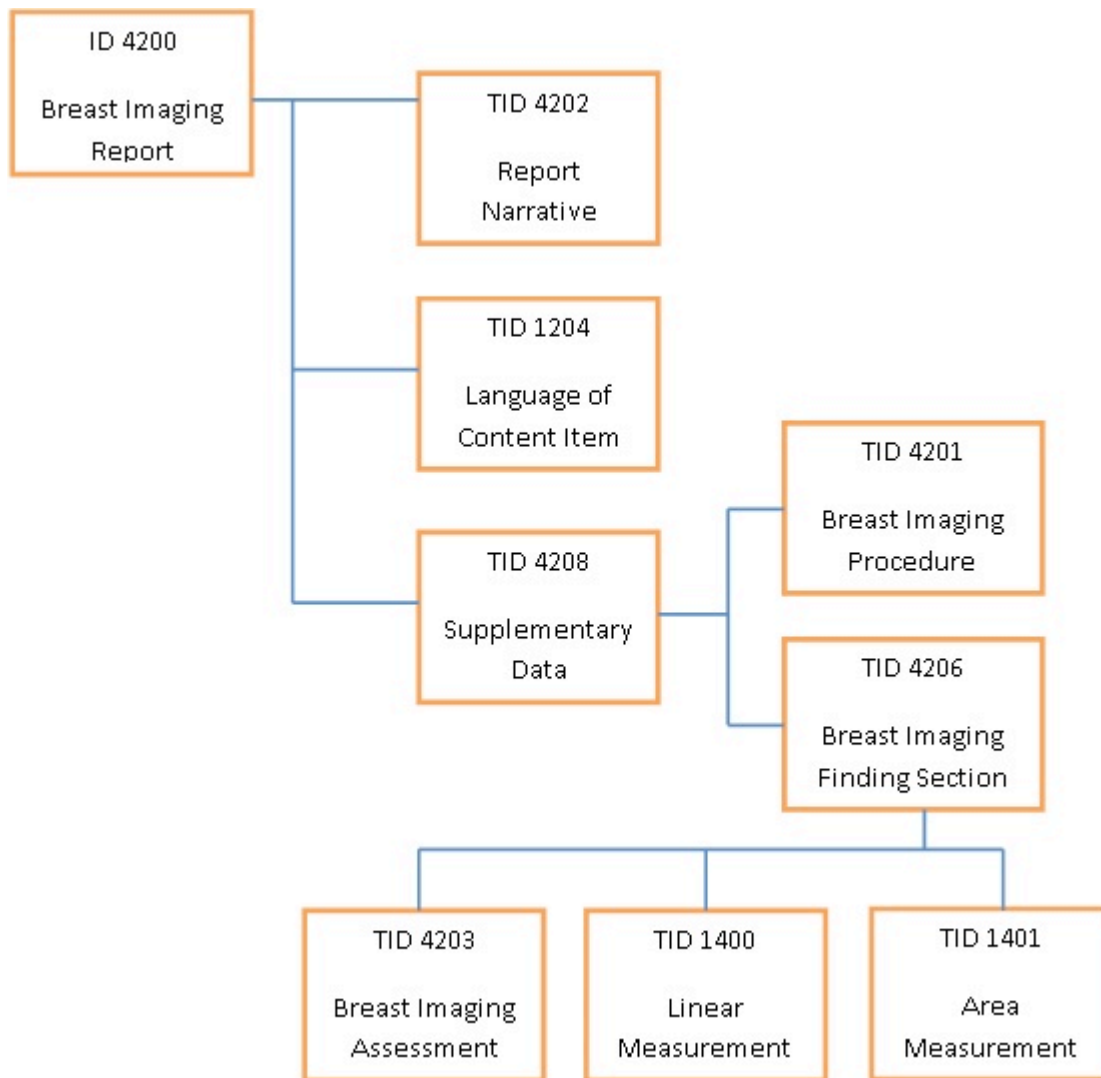 ID 4200
Breast Imaging
Report
TID 4202
Report
Narrative
TID 1204
Language of
Content Item
TID 4208
Supplementary
Data
TID 4201
Breast Imaging
Procedure
TID 4206
Breast Imaging
Finding Section
TID 4203
Breast Imaging
Assessment
TID 1400
Linear
Measurement
TID 1401
Area
Measurement